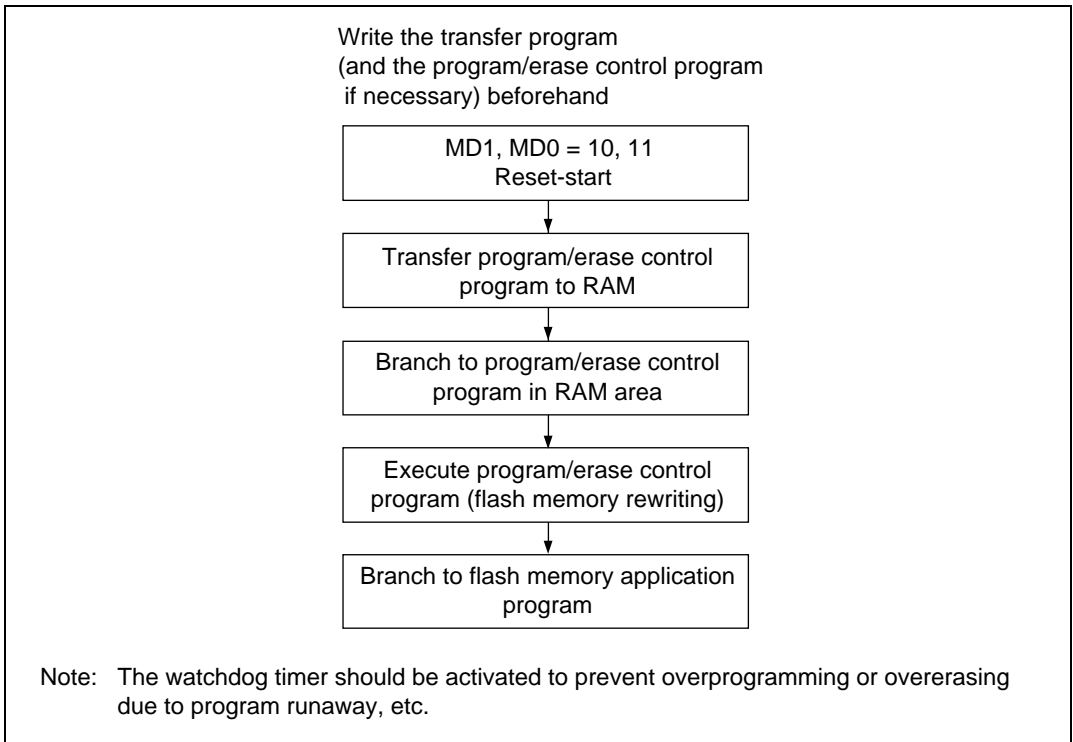 Write the transfer program
(and the program/erase control program
if necessary) beforehand
MD1, MD0 = 10, 11
Reset-start
Transfer program/erase control
program to RAM
Branch to program/erase control
program in RAM area
Execute program/erase control
program (flash memory rewriting)
Branch to flash memory application
program
Note: The watchdog timer should be activated to prevent overprogramming or overerasing
due to program runaway, etc.